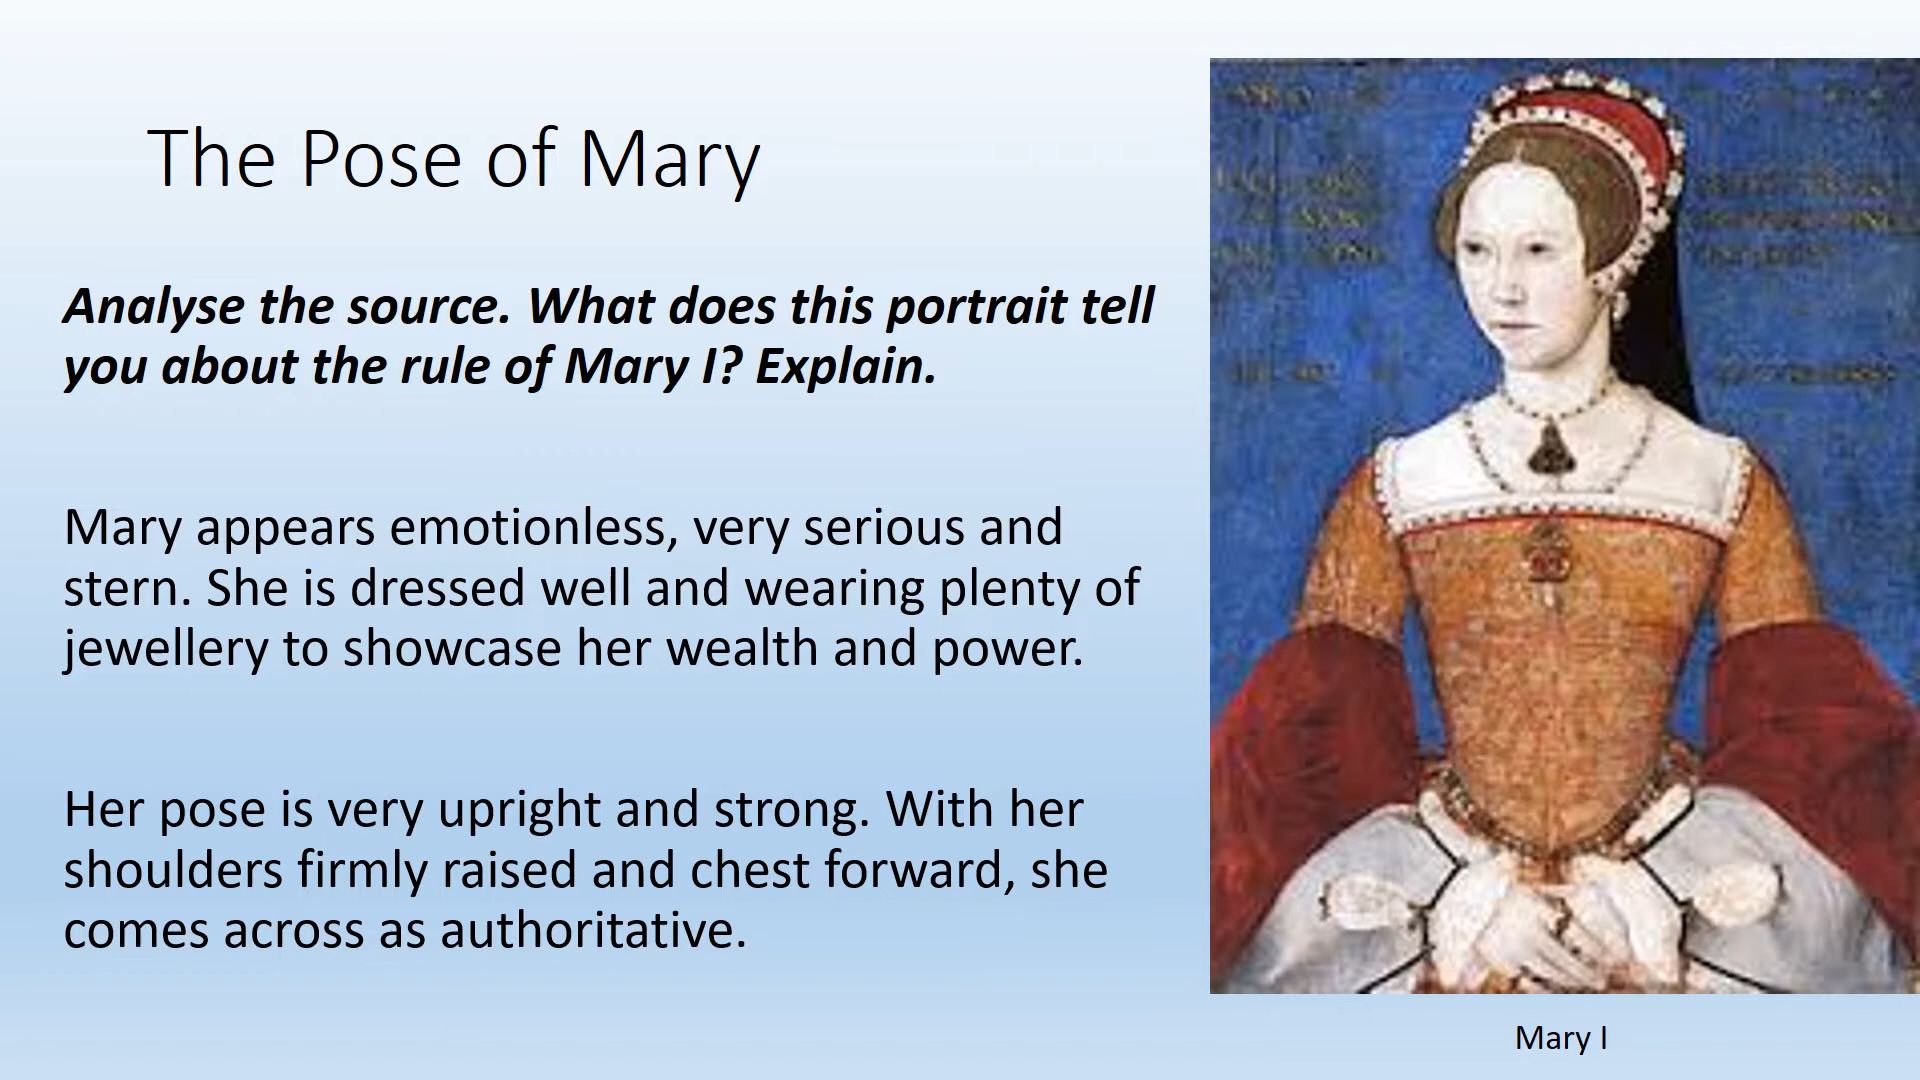 The Pose of Mary
Analyse the source. What does this portrait tell
you about the rule of Mary I? Explain.
Mary appears emotionless, very serious and
stern. She is dressed well and wearing plenty of
jewellery to showcase her wealth and power.
Her pose is very upright and strong. With her
shoulders firmly raised and chest forward, she
comes across as authoritative.
Mary I